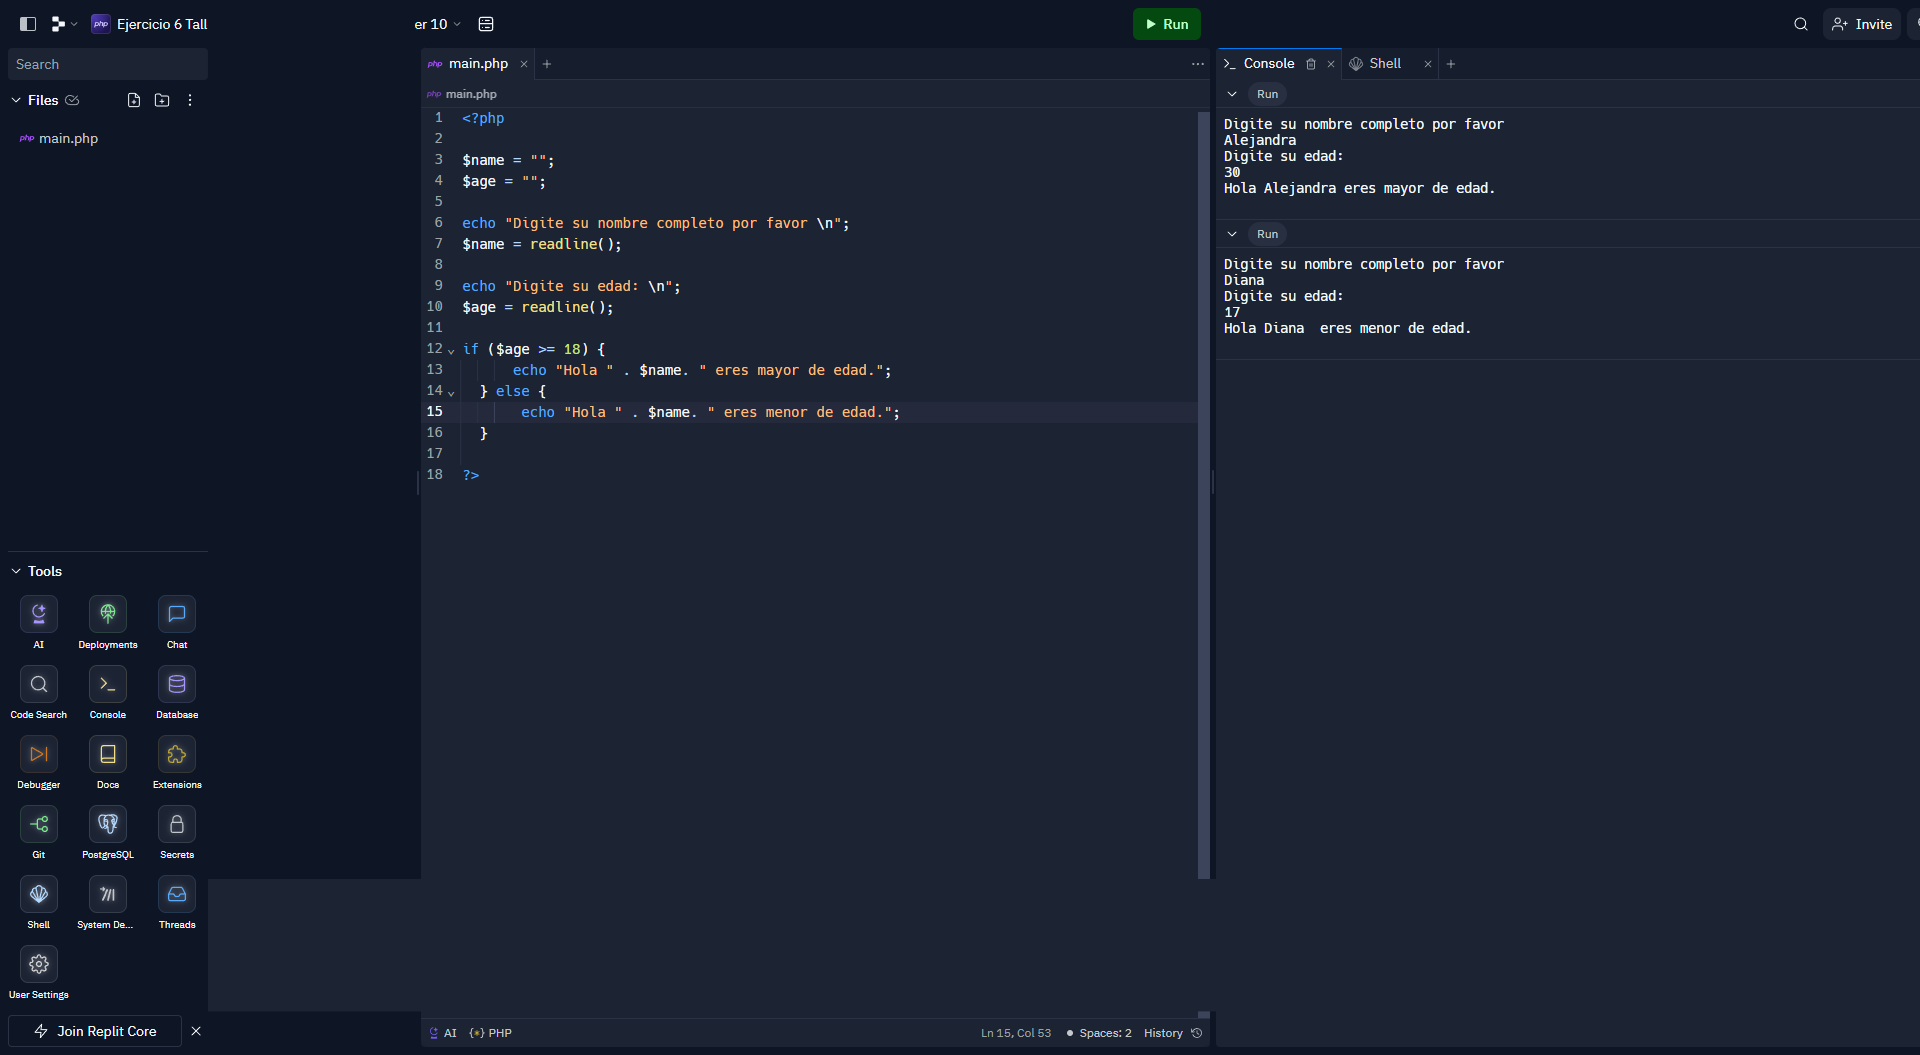 php Ejercicio 6 Tall er 10 Run Invite
Search
Files
php main.php
Tools
AI Deployments Chat
Code Search Console Database
Debugger Docs Extensions
Git PostgreSQL Secrets
Shell System De... Threads
User Settings
Join Replit Core
php main.php
php main.php
1 <?php
2
3 $name = "";
4 $age = "";
5
6 echo "Digite su nombre completo por favor \n";
7 $name = readline();
8
9 echo "Digite su edad: \n";
10 $age = readline();
11
12 if ($age >= 18) {
13 echo "Hola " . $name. " eres mayor de edad.";
14 } else {
15 echo "Hola " . $name. " eres menor de edad.";
16 }
17
18 ?>
AI PHP Ln 15, Col 53 Spaces: 2 History
Console Shell
Run
Digite su nombre completo por favor
Alejandra
Digite su edad:
30
Hola Alejandra eres mayor de edad.
Run
Digite su nombre completo por favor
Diana
Digite su edad:
17
Hola Diana  eres menor de edad.